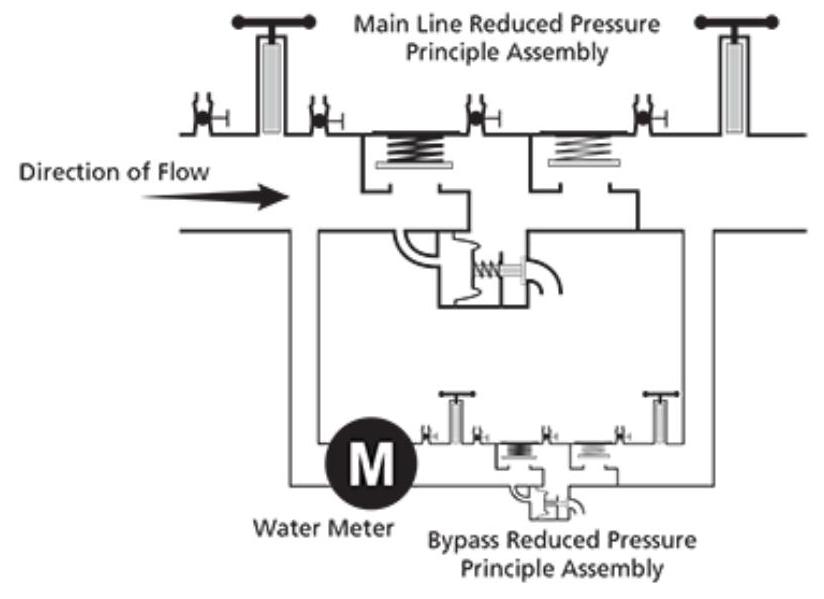 Main Line Reduced Pressure
Principle Assembly
Direction of Flow
M
Water Meter
Bypass Reduced Pressure
Principle Assembly